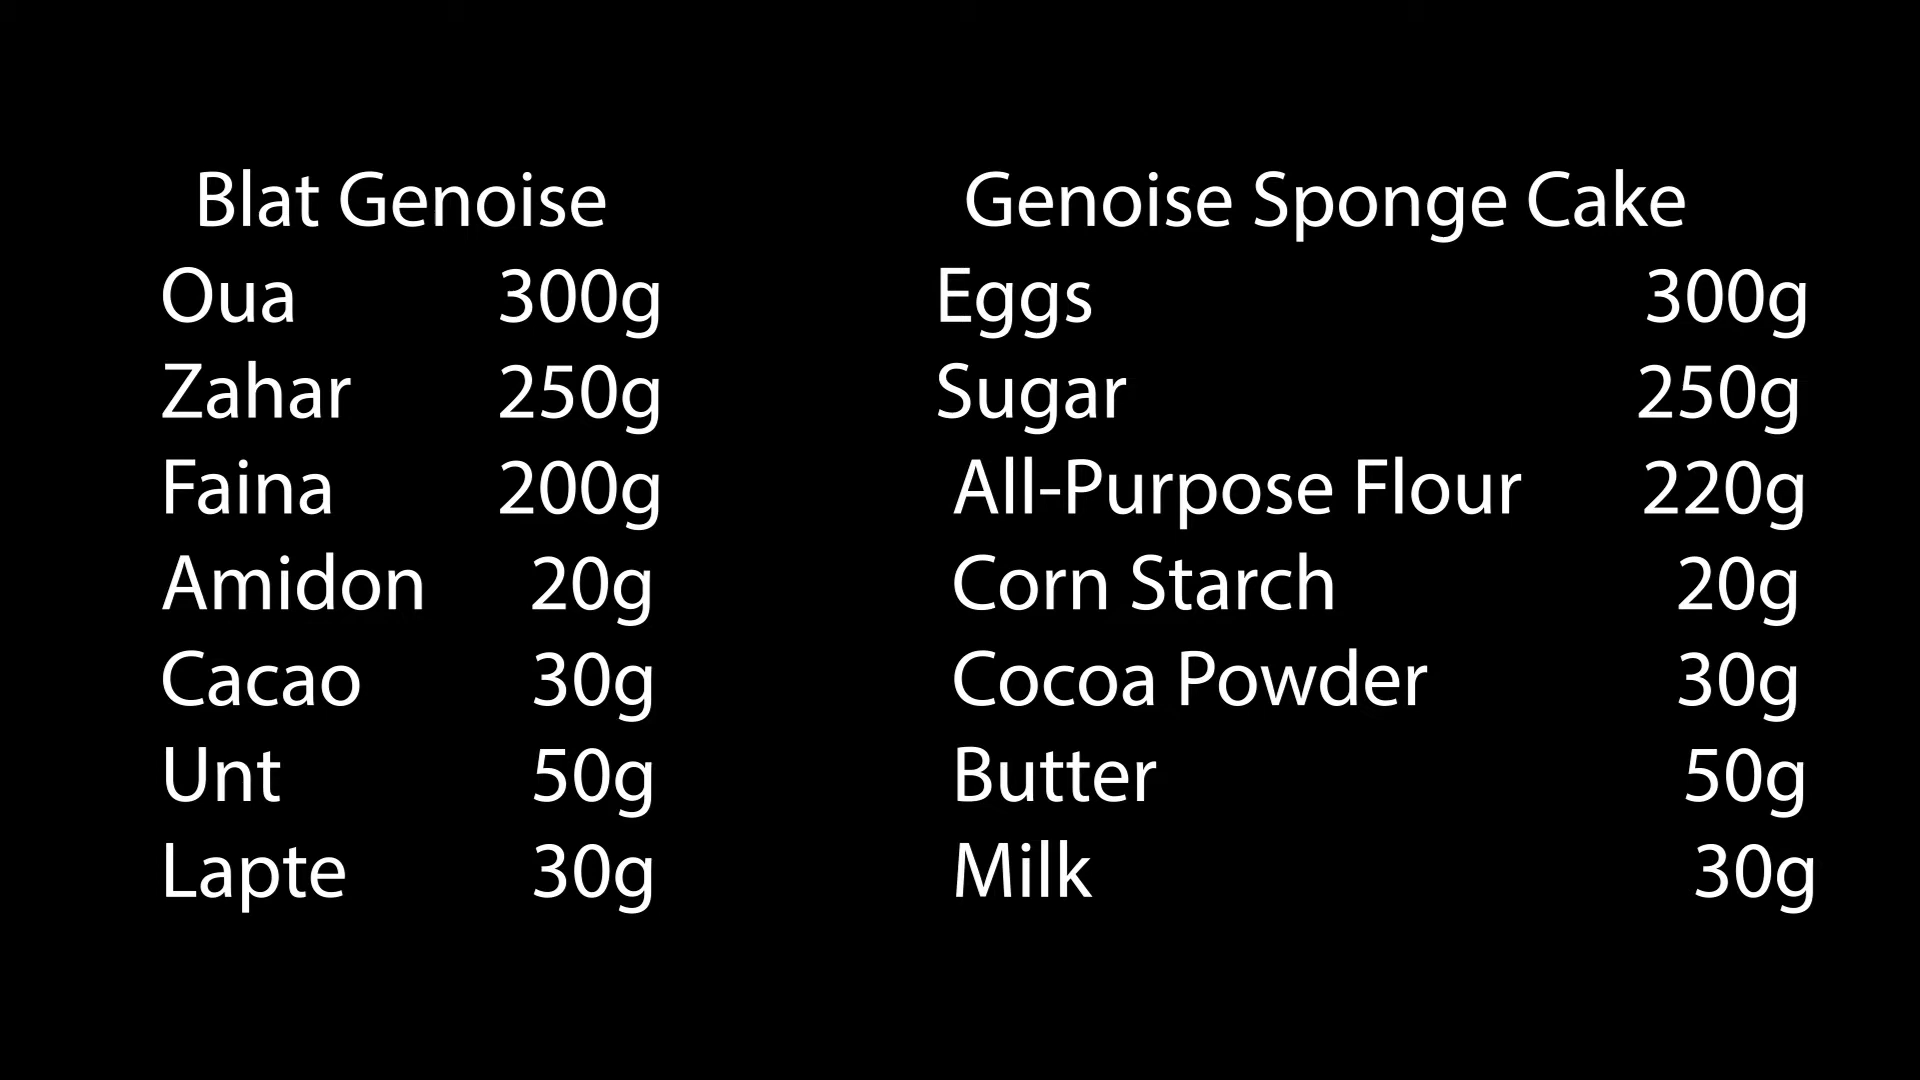 Blat Genoise
Oua 300g
Zahar 250g
Faina 200g
Amidon 20g
Cacao 30g
Unt 50g
Lapte 30g
Genoise Sponge Cake
Eggs 300g
Sugar 250g
All-Purpose Flour 220g
Corn Starch 20g
Cocoa Powder 30g
Butter 50g
Milk 30g